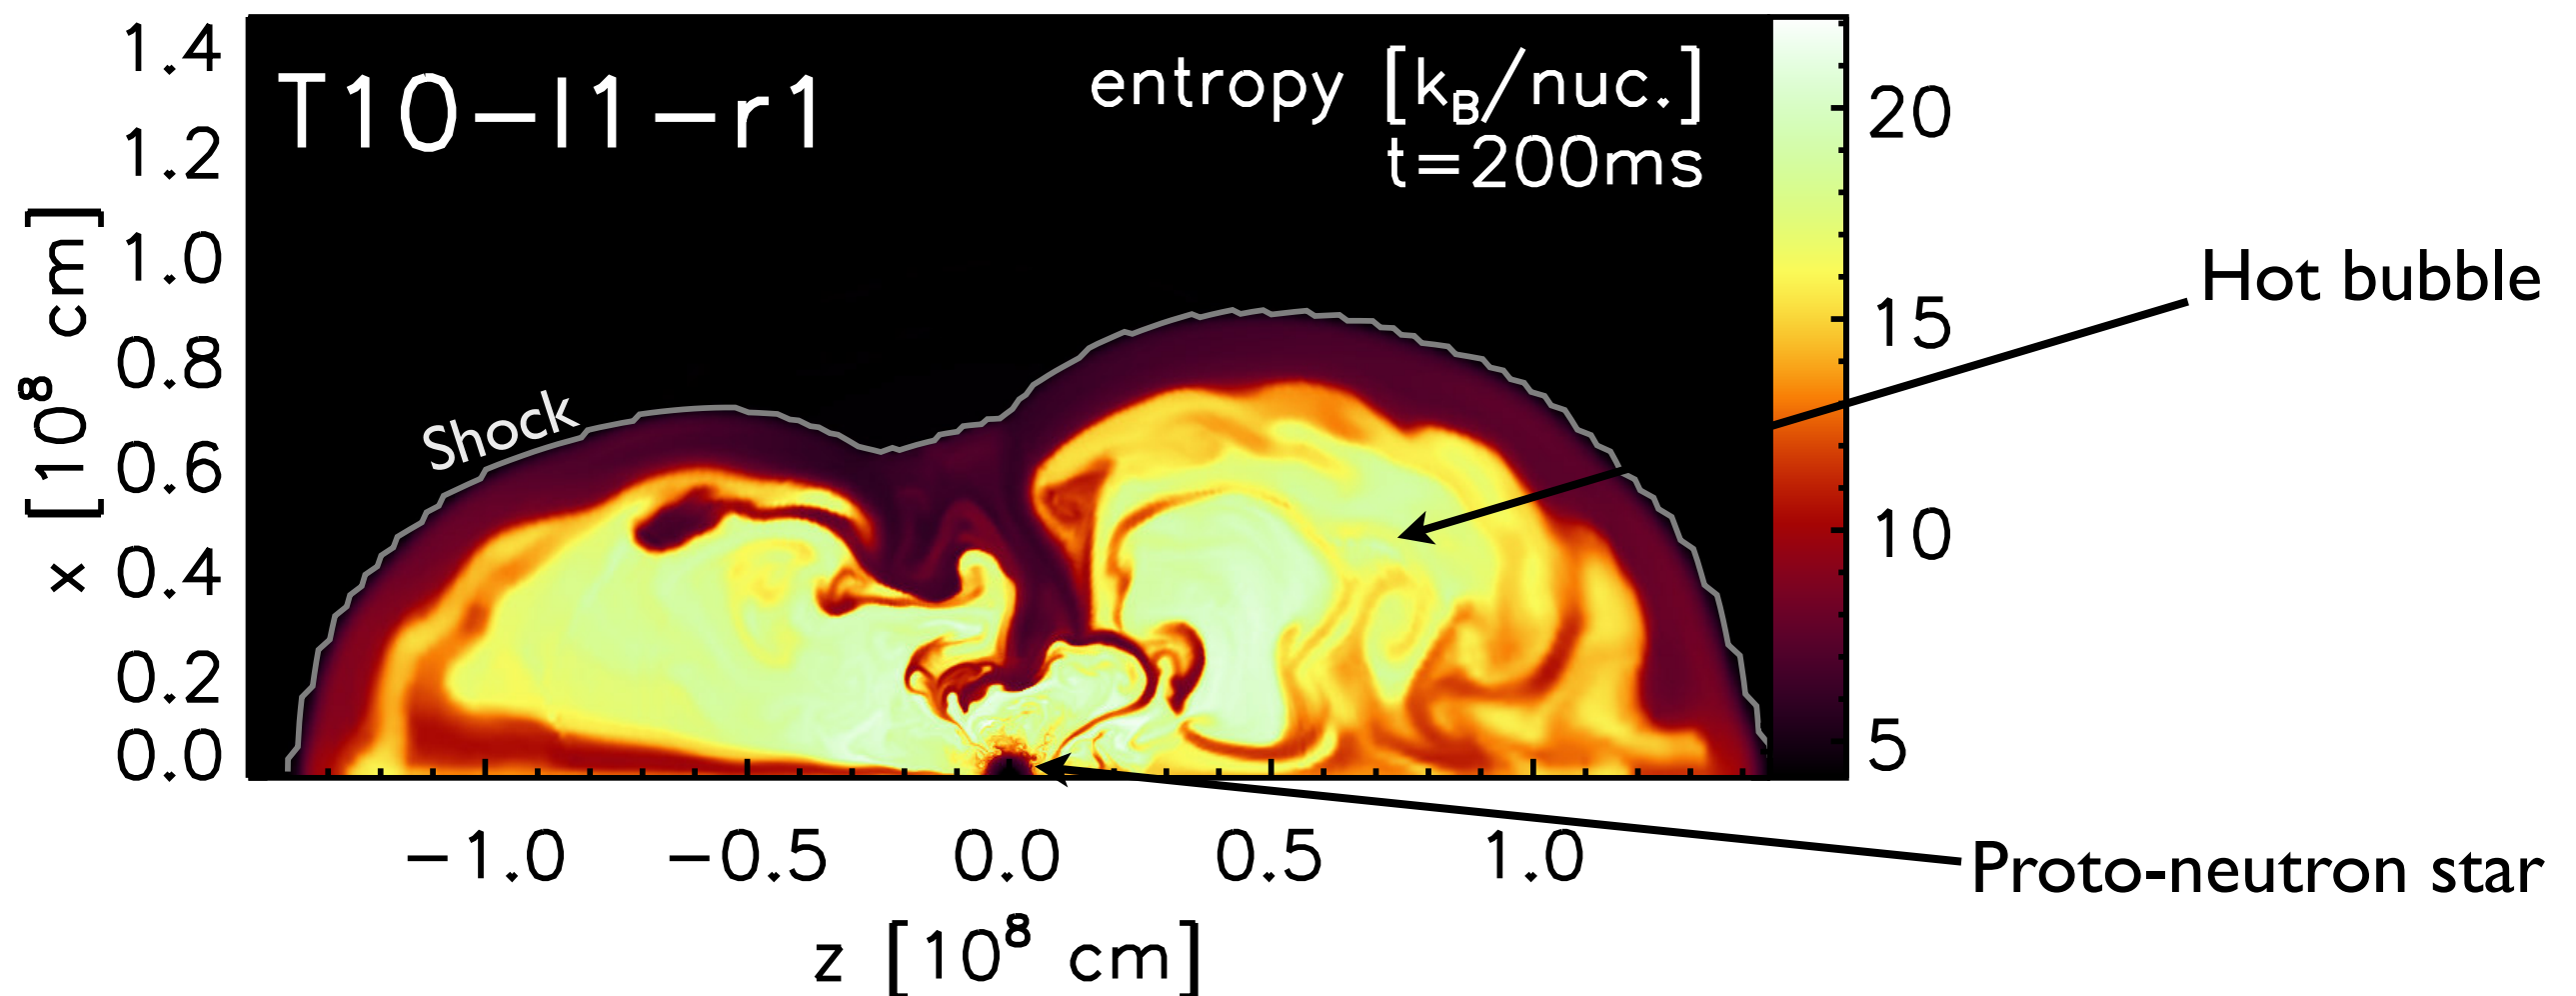 T10-l1-r1
entropy [k_B/nuc.]
t=200ms
Shock
Hot bubble
Proto-neutron star
x [10^8 cm]
1.4
1.2
1.0
0.8
0.6
0.4
0.2
0.0
20
15
10
5
-1.0 -0.5 0.0 0.5 1.0
z [10^8 cm]